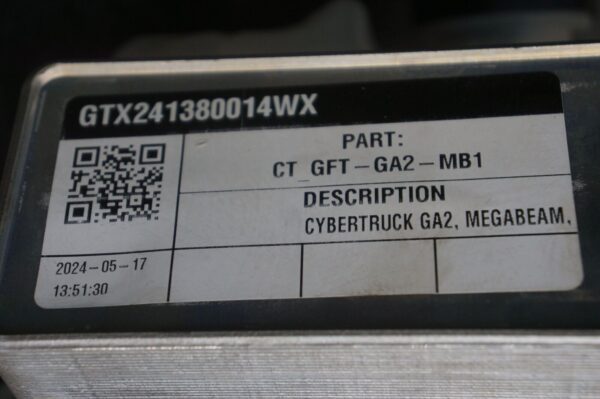 GTX241380014WX
PART:
CT_GFT-GA2-MB1
DESCRIPTION
CYBERTRUCK GA2, MEGABEAM,
2024-05-17
13:51:30